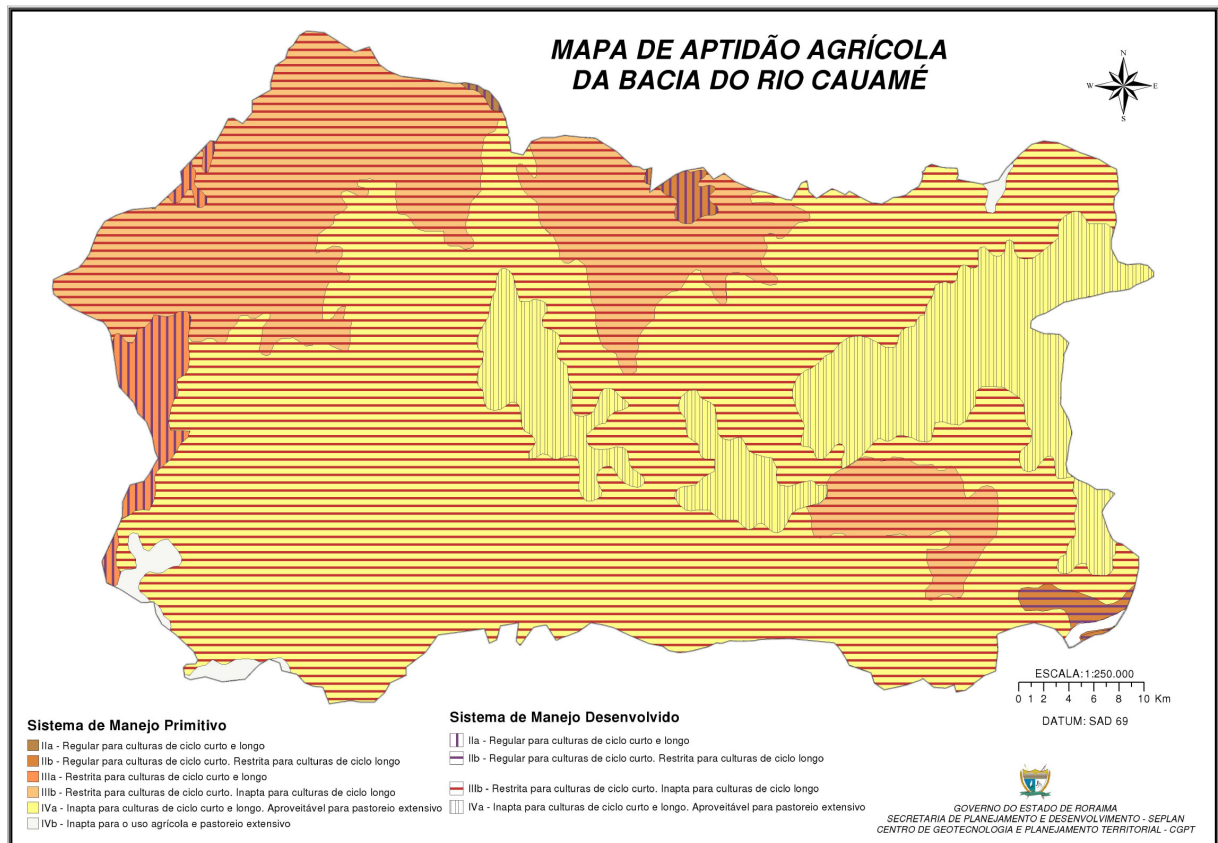 MAPA DE APTIDÃO AGRÍCOLA
DA BACIA DO RIO CAUAMÉ
N
W
E
S
ESCALA:1:250.000
0 1 2 4 6 8 10 Km
DATUM: SAD 69
Sistema de Manejo Primitivo
IIa - Regular para culturas de ciclo curto e longo
IIb - Regular para culturas de ciclo curto. Restrita para culturas de ciclo longo
IIIa - Restrita para culturas de ciclo curto e longo
IIIb - Restrita para culturas de ciclo curto. Inapta para culturas de ciclo longo
IVa - Inapta para culturas de ciclo curto e longo. Aproveitável para pastoreio extensivo
IVb - Inapta para o uso agrícola e pastoreio extensivo
Sistema de Manejo Desenvolvido
IIa - Regular para culturas de ciclo curto e longo
IIb - Regular para culturas de ciclo curto. Restrita para culturas de ciclo longo
IIIb - Restrita para culturas de ciclo curto. Inapta para culturas de ciclo longo
IVa - Inapta para culturas de ciclo curto e longo. Aproveitável para pastoreio extensivo
GOVERNO DO ESTADO DE RORAIMA
SECRETARIA DE PLANEJAMENTO E DESENVOLVIMENTO - SEPLAN
CENTRO DE GEOTECNOLOGIA E PLANEJAMENTO TERRITORIAL - CGPT